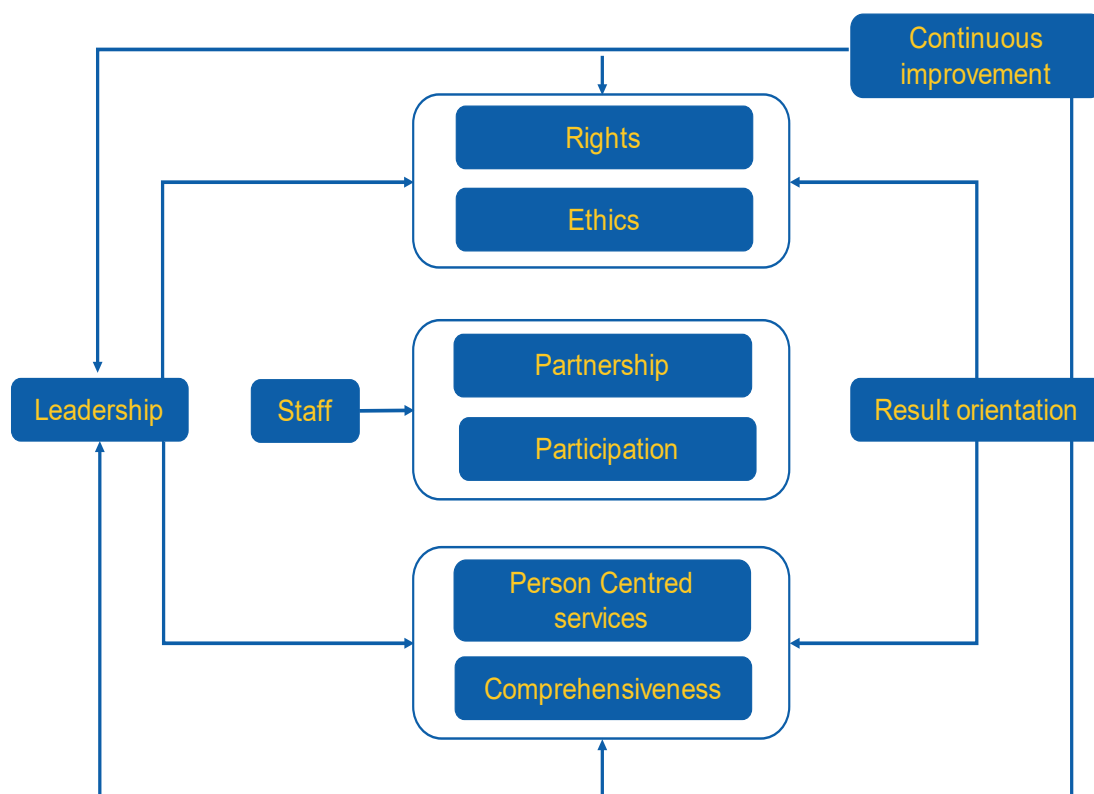 Continuous
improvement
Rights
Ethics
Partnership
Leadership
Staff
Result orientation
Participation
Person Centred
services
Comprehensiveness